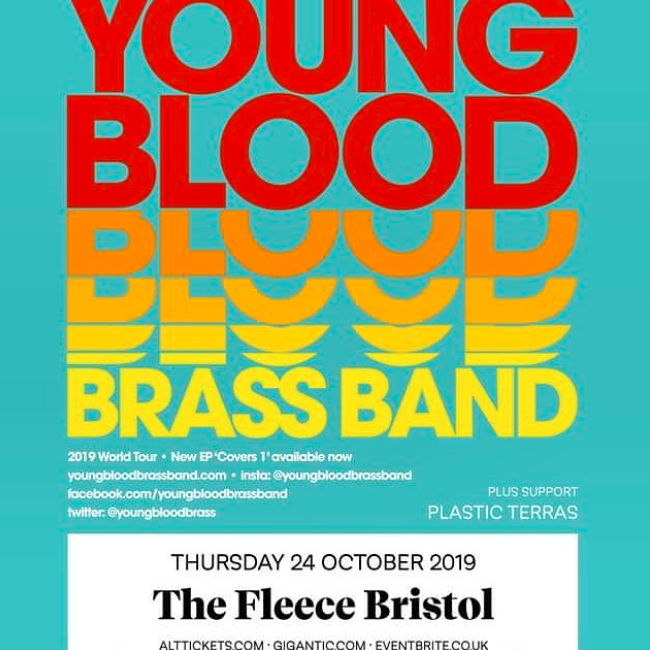 YOUNG
BLOOD
BRASS BAND
2019 World Tour • New EP 'Covers 1' available now
youngbloodbrassband.com • insta: @youngbloodbrassband
facebook.com/youngbloodbrassband
twitter: @youngbloodbrass
PLUS SUPPORT
PLASTIC TERRAS
THURSDAY 24 OCTOBER 2019
The Fleece Bristol
ALTTICKETS.COM · GIGANTIC.COM · EVENTBRITE.CO.UK